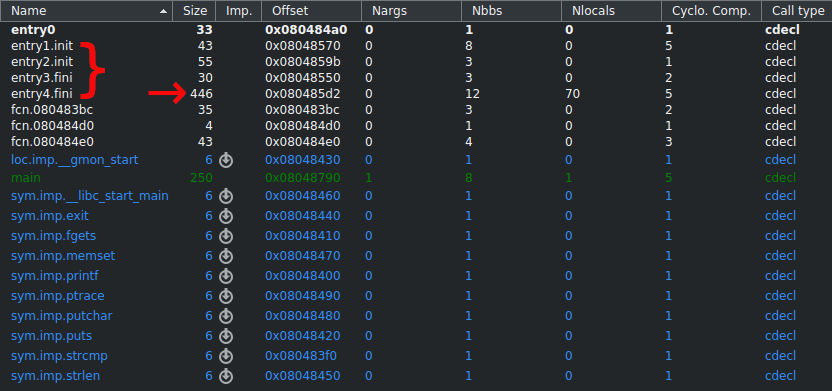 Name Size Imp. Offset Nargs Nbbs Nlocals Cyclo. Comp. Call type
entry0 33 0x080484a0 0 1 0 1 cdecl
entry1.init 43 0x08048570 0 8 0 5 cdecl
entry2.init 55 0x0804859b 0 3 0 1 cdecl
entry3.fini 30 0x08048550 0 3 0 2 cdecl
entry4.fini 446 0x080485d2 0 12 70 5 cdecl
fcn.080483bc 35 0x080483bc 0 3 0 2 cdecl
fcn.080484d0 4 0x080484d0 0 1 0 1 cdecl
fcn.080484e0 43 0x080484e0 0 4 0 3 cdecl
loc.imp.__gmon_start 6 0x08048430 0 1 0 1 cdecl
main 250 0x08048790 1 8 1 5 cdecl
sym.imp.__libc_start_main 6 0x08048460 0 1 0 1 cdecl
sym.imp.exit 6 0x08048440 0 1 0 1 cdecl
sym.imp.fgets 6 0x08048410 0 1 0 1 cdecl
sym.imp.memset 6 0x08048470 0 1 0 1 cdecl
sym.imp.printf 6 0x08048400 0 1 0 1 cdecl
sym.imp.ptrace 6 0x08048490 0 1 0 1 cdecl
sym.imp.putchar 6 0x08048480 0 1 0 1 cdecl
sym.imp.puts 6 0x08048420 0 1 0 1 cdecl
sym.imp.strcmp 6 0x080483f0 0 1 0 1 cdecl
sym.imp.strlen 6 0x08048450 0 1 0 1 cdecl